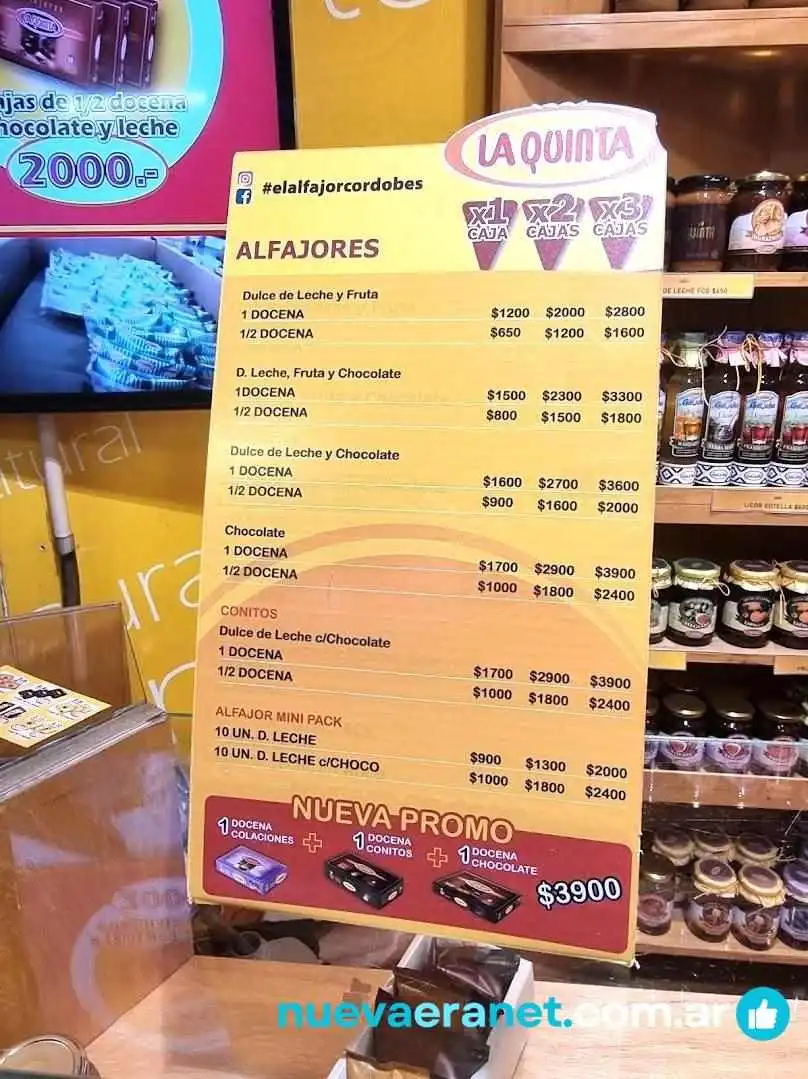 ajas de 1/2 docena
hocolate y leche
2000.-
#elalfajorcordobes
LA QUINTA
x1 CAJA x2 CAJAS x3 CAJAS
ALFAJORES
Dulce de Leche y Fruta
1 DOCENA $1200 $2000 $2800
1/2 DOCENA $650 $1200 $1600
D. Leche, Fruta y Chocolate
1DOCENA $1500 $2300 $3300
1/2 DOCENA $800 $1500 $1800
Dulce de Leche y Chocolate
1 DOCENA $1600 $2700 $3600
1/2 DOCENA $900 $1600 $2000
Chocolate
1 DOCENA $1700 $2900 $3900
1/2 DOCENA $1000 $1800 $2400
CONITOS
Dulce de Leche c/Chocolate
1 DOCENA $1700 $2900 $3900
1/2 DOCENA $1000 $1800 $2400
ALFAJOR MINI PACK
10 UN. D. LECHE $900 $1300 $2000
10 UN. D. LECHE c/CHOCO $1000 $1800 $2400
NUEVA PROMO
1 DOCENA COLACIONES + 1 DOCENA CONITOS + 1 DOCENA CHOCOLATE $3900
DE LECHE FCO $450
tural
nuevaeranet.com.ar